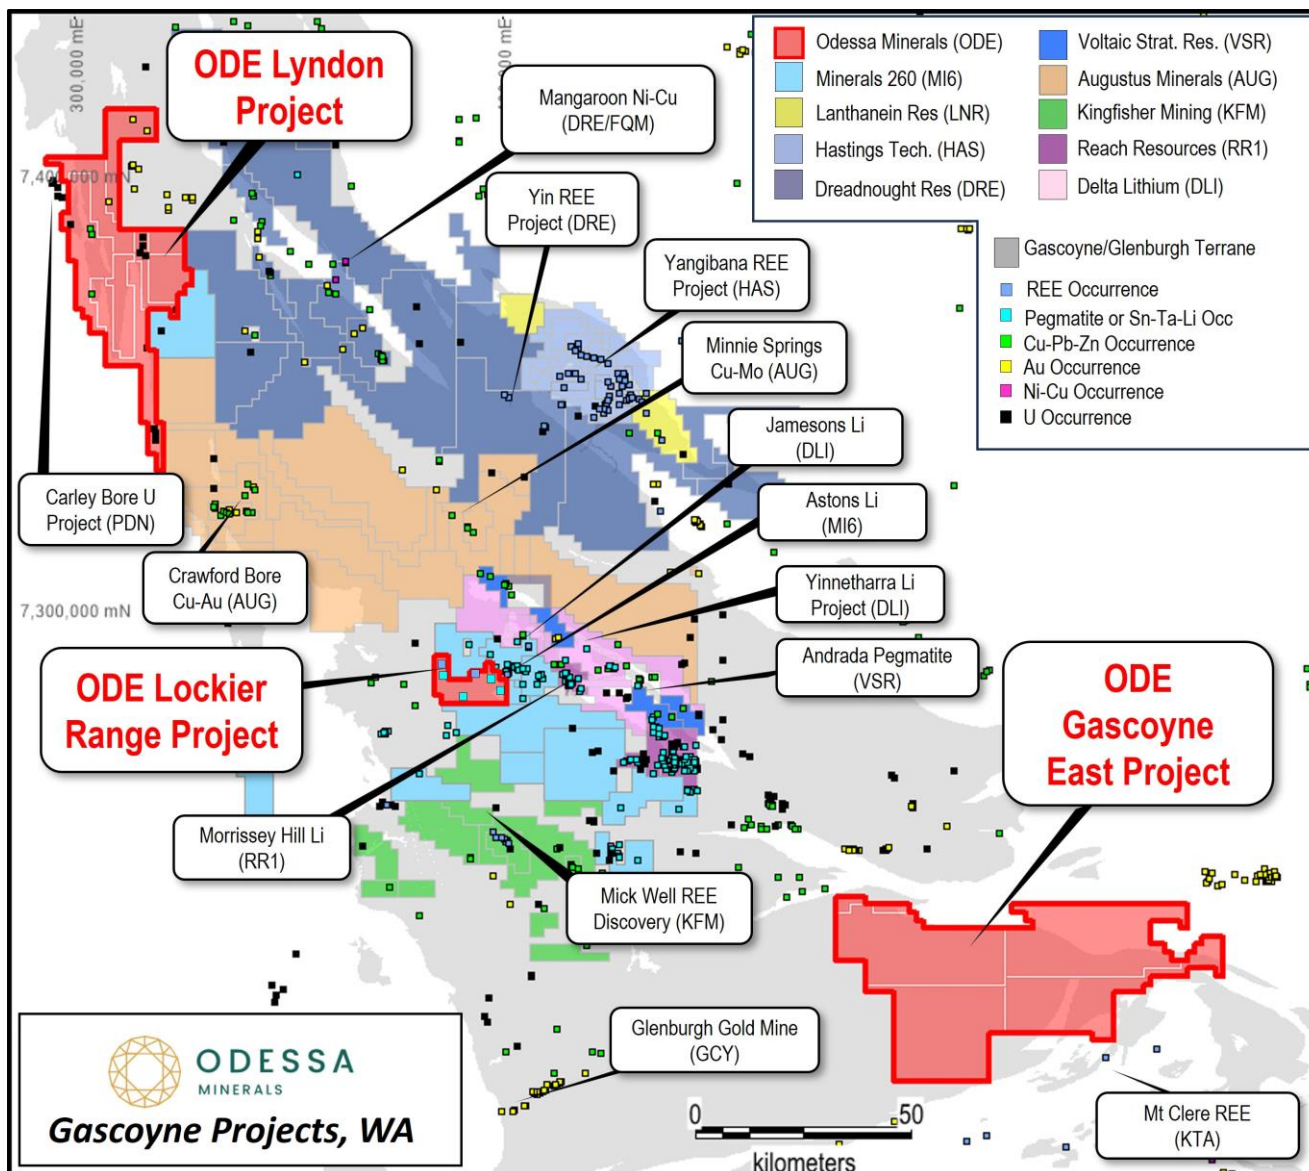 300,000 mE
00,000 mE
7,400,000 mN
7,300,000 mN
ODE Lyndon
Project
Mangaroon Ni-Cu
(DRE/FQM)
Yin REE
Project (DRE)
Yangibana REE
Project (HAS)
Minnie Springs
Cu-Mo (AUG)
Jamesons Li
(DLI)
Astons Li
(MI6)
Yinnetharra Li
Project (DLI)
Andrada Pegmatite
(VSR)
Carley Bore U
Project (PDN)
Crawford Bore
Cu-Au (AUG)
ODE Lockier
Range Project
ODE
Gascoyne
East Project
Morrissey Hill Li
(RR1)
Mick Well REE
Discovery (KFM)
Glenburgh Gold Mine
(GCY)
Mt Clere REE
(KTA)
Odessa Minerals (ODE)
Minerals 260 (MI6)
Lanthanein Res (LNR)
Hastings Tech. (HAS)
Dreadnought Res (DRE)
Voltaic Strat. Res. (VSR)
Augustus Minerals (AUG)
Kingfisher Mining (KFM)
Reach Resources (RR1)
Delta Lithium (DLI)
Gascoyne/Glenburgh Terrane
REE Occurrence
Pegmatite or Sn-Ta-Li Occ
Cu-Pb-Zn Occurrence
Au Occurrence
Ni-Cu Occurrence
U Occurrence
ODESSA
MINERALS
Gascoyne Projects, WA
0 50
kilometers